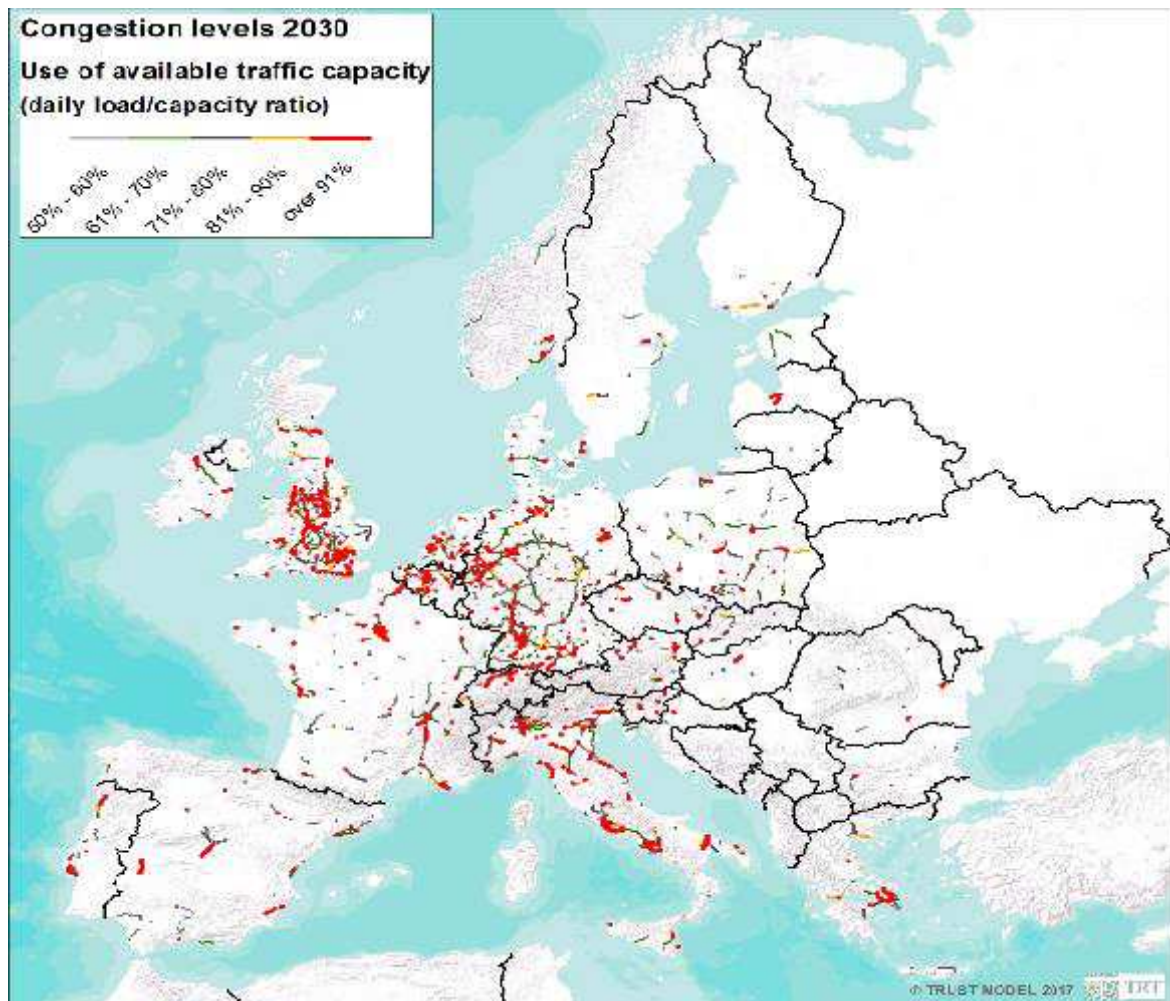 Congestion levels 2030
Use of available traffic capacity
(daily load/capacity ratio)
50% - 60%
61% - 70%
71% - 80%
81% - 90%
over 91%
© TRUST MODEL 2017 TRT